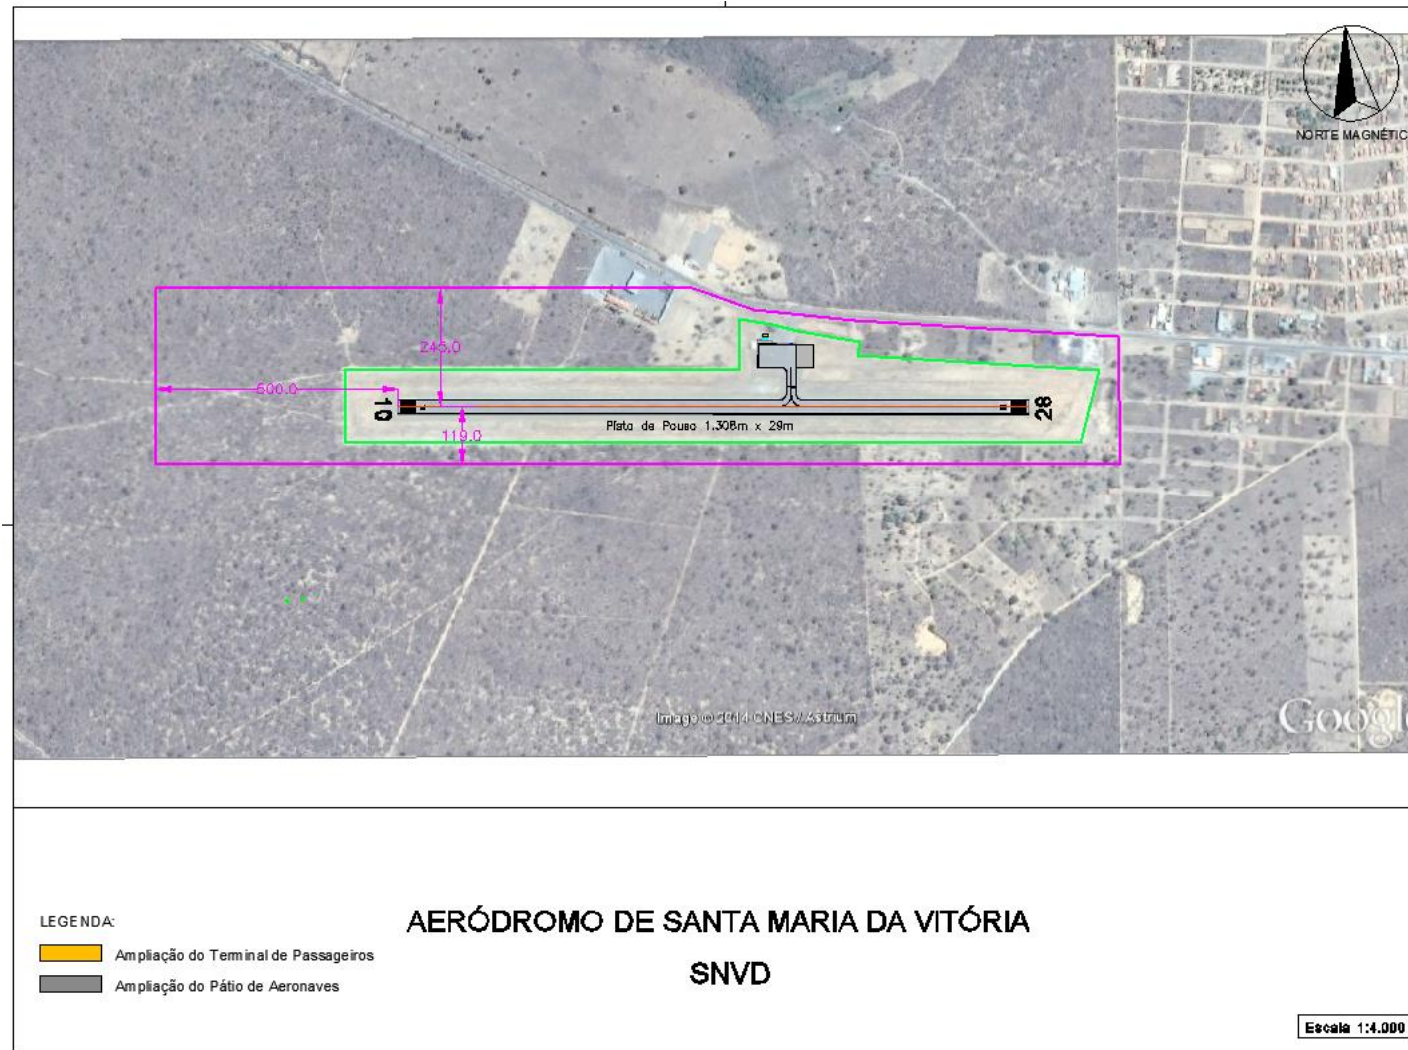 NORTE MAGNÉTIC
245.0
500.0
10
28
119.0
Pista de Pouso 1.308m x 29m
Image © 2014 CNES / Astrium
Google
LEGENDA:
AERÓDROMO DE SANTA MARIA DA VITÓRIA
Ampliação do Terminal de Passageiros
SNVD
Ampliação do Pátio de Aeronaves
Escala 1:4.000